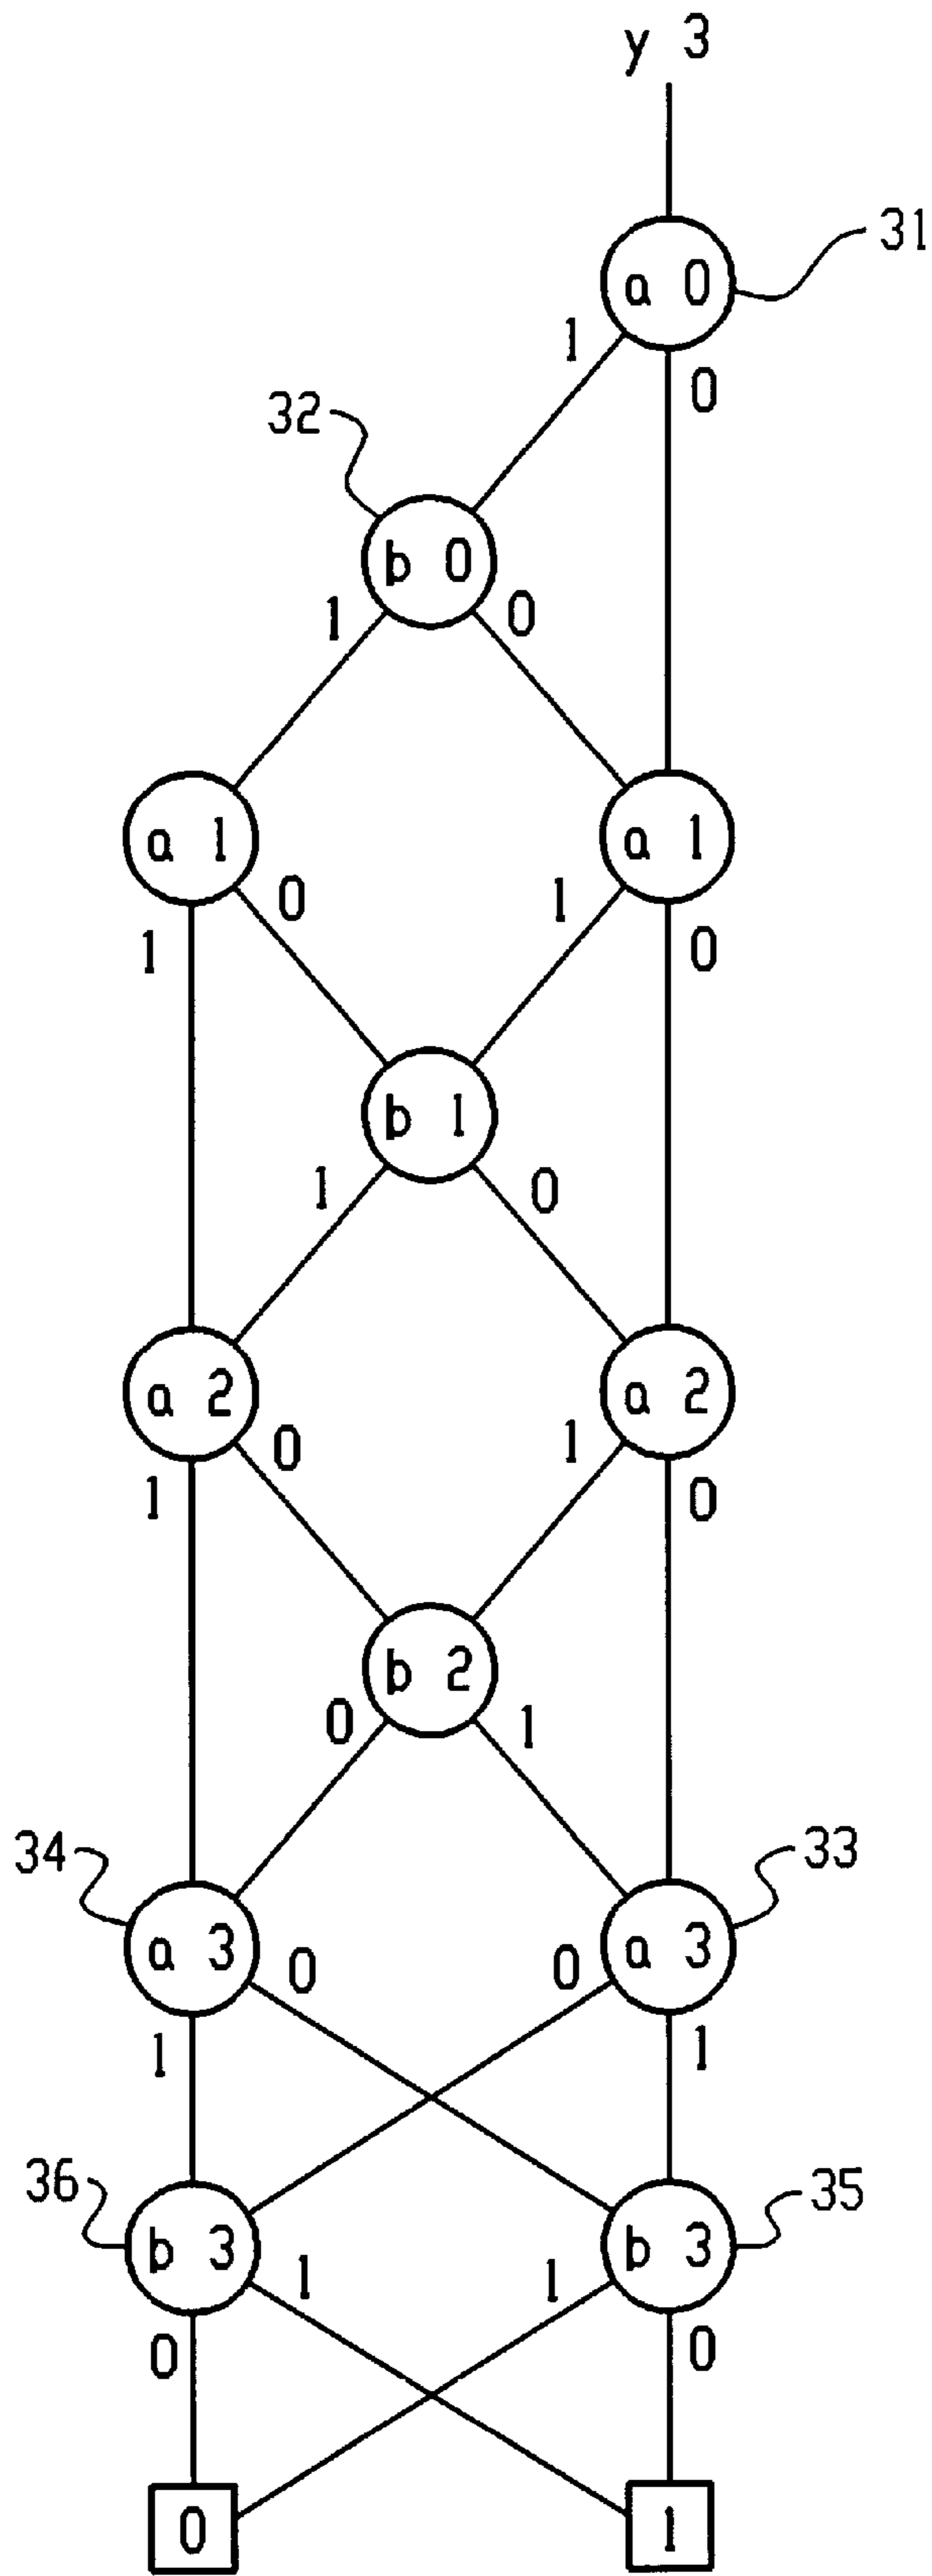 y 3
31
a 0
1 0
32
b 0
1 0
a 1 a 1
1 0 1 0
b 1
1 0
a 2 a 2
1 0 1 0
b 2
0 1
34 33
a 3 a 3
1 0 0 1
36 35
b 3 b 3
0 1 1 0
0 1